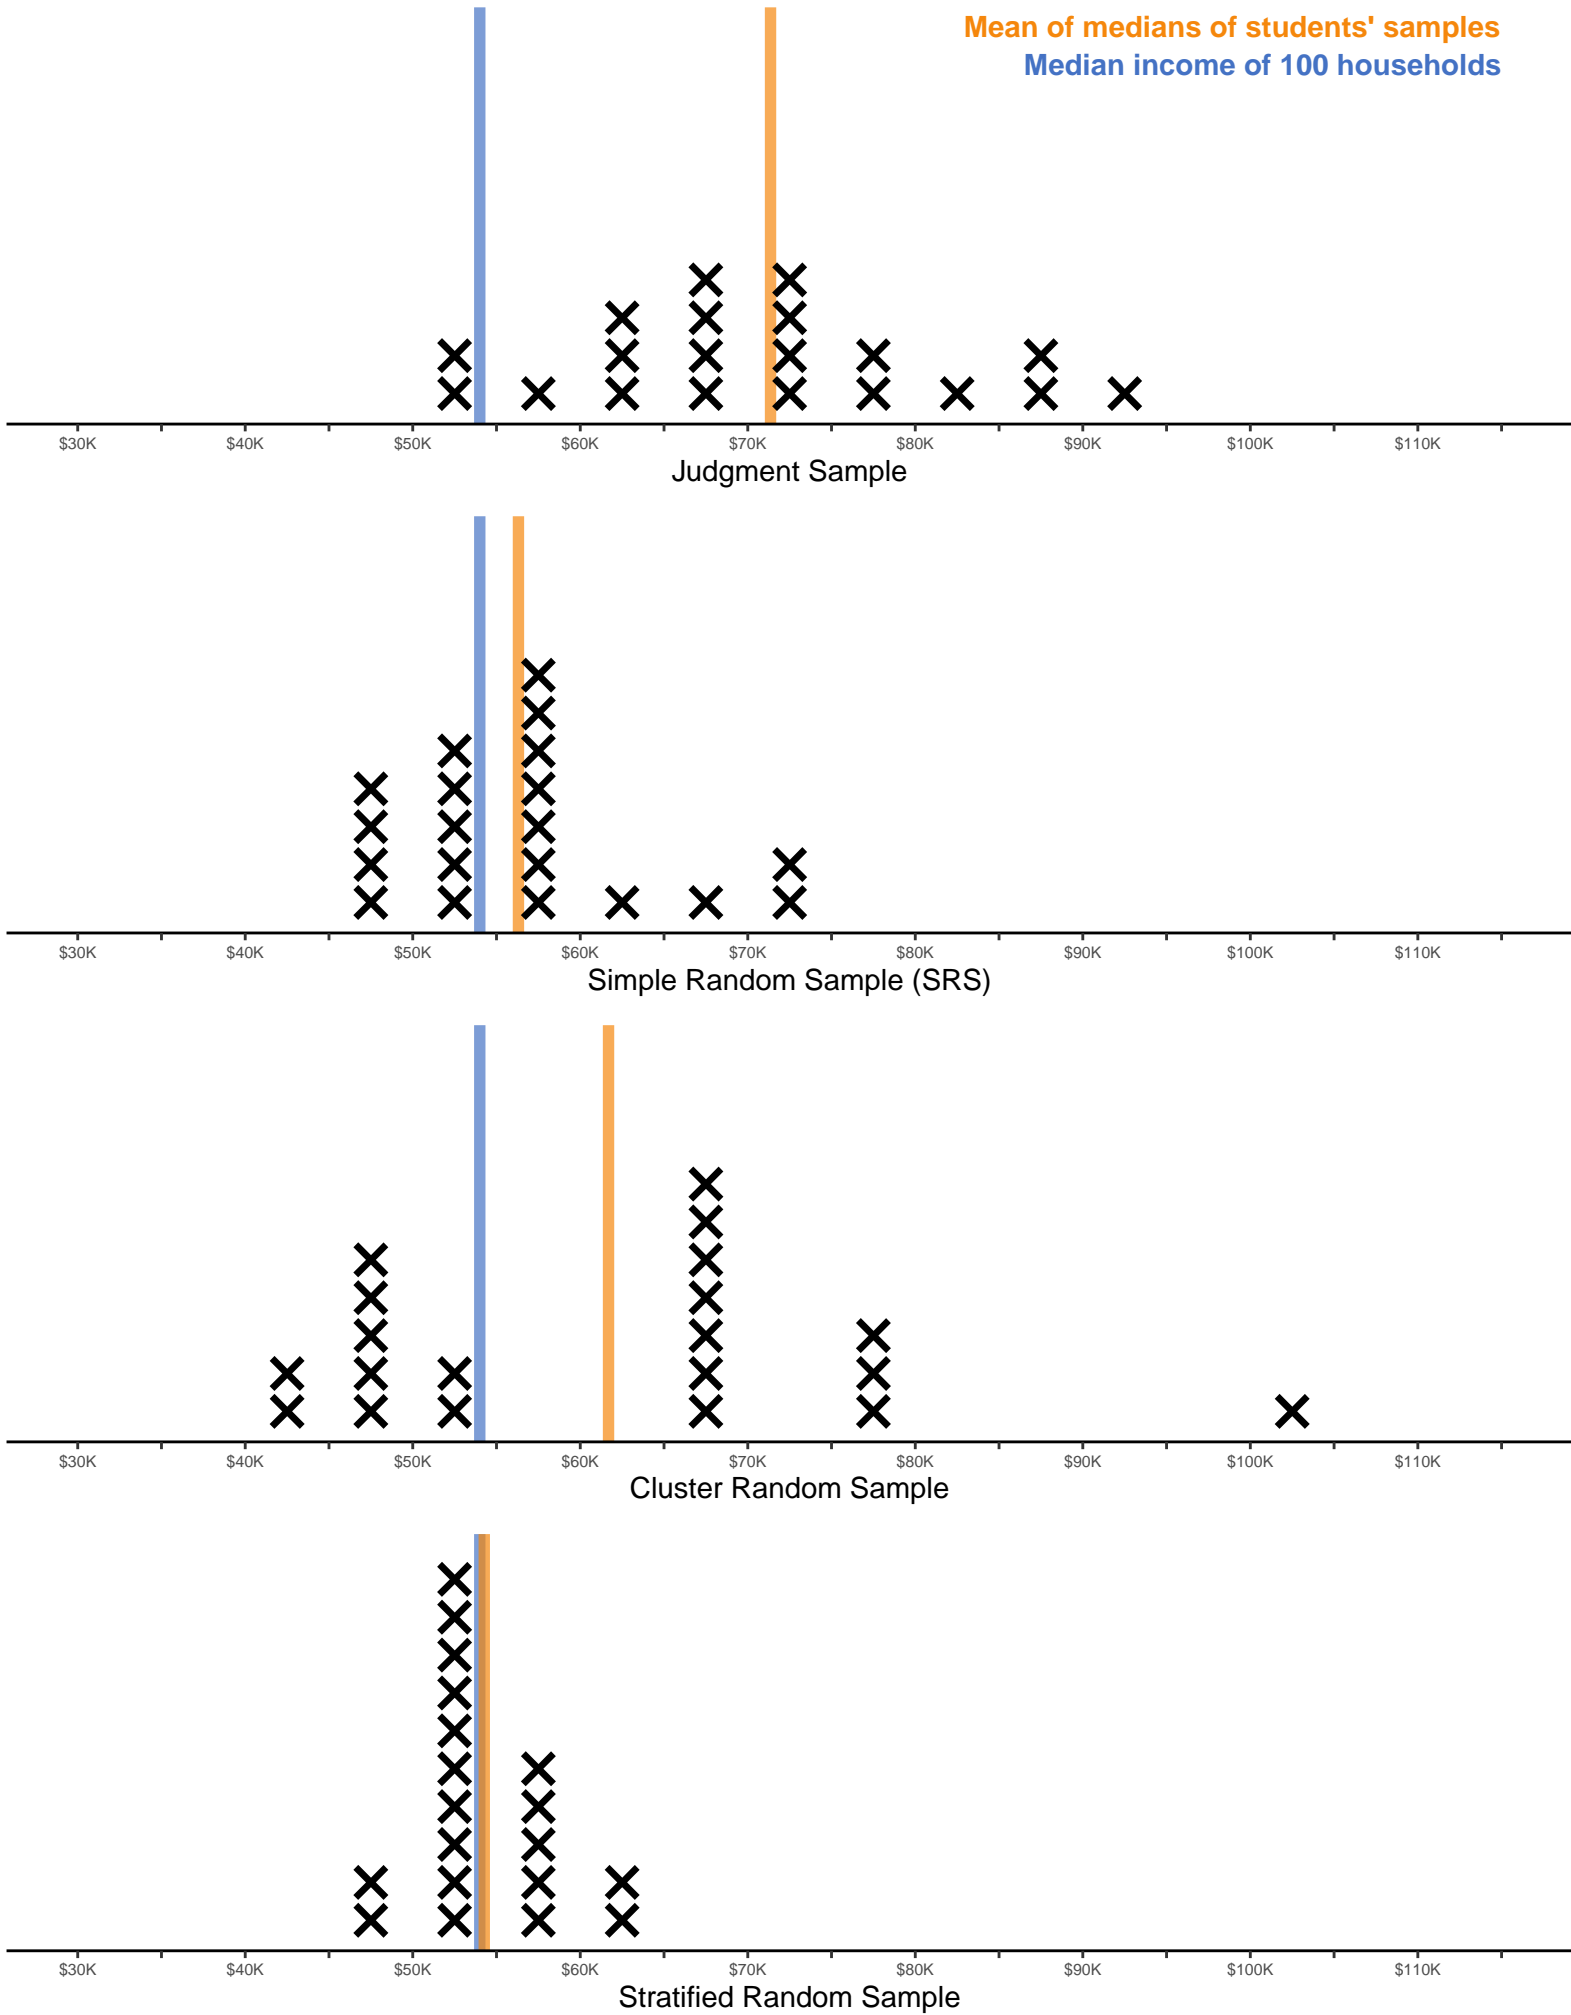 Mean of medians of students' samples
Median income of 100 households
$30K $40K $50K $60K $70K $80K $90K $100K $110K
Judgment Sample
$30K $40K $50K $60K $70K $80K $90K $100K $110K
Simple Random Sample (SRS)
$30K $40K $50K $60K $70K $80K $90K $100K $110K
Cluster Random Sample
$30K $40K $50K $60K $70K $80K $90K $100K $110K
Stratified Random Sample